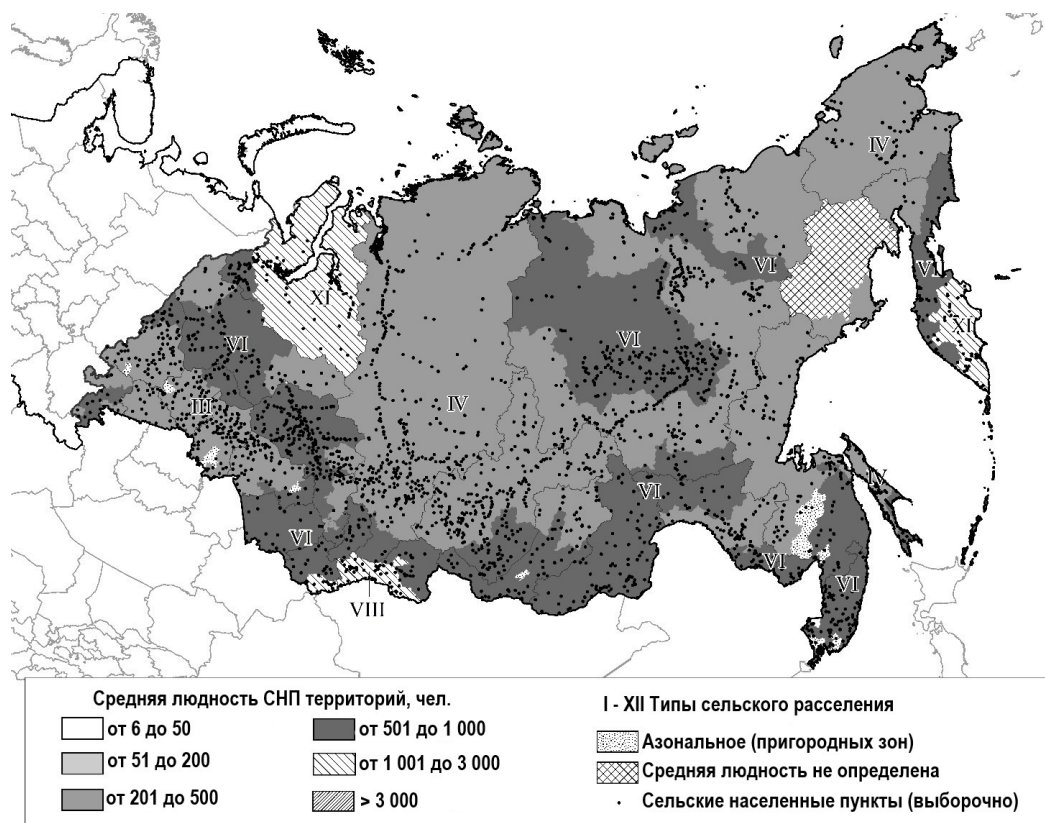 IV
VI
VI
XI
XI
VI
VI
III
IV
IV
VI
VI
VI
VI
VIII
Средняя людность СНП территорий, чел.
от 6 до 50
от 51 до 200
от 201 до 500
от 501 до 1 000
от 1 001 до 3 000
> 3 000
I - XII Типы сельского расселения
Азональное (пригородных зон)
Средняя людность не определена
Сельские населенные пункты (выборочно)